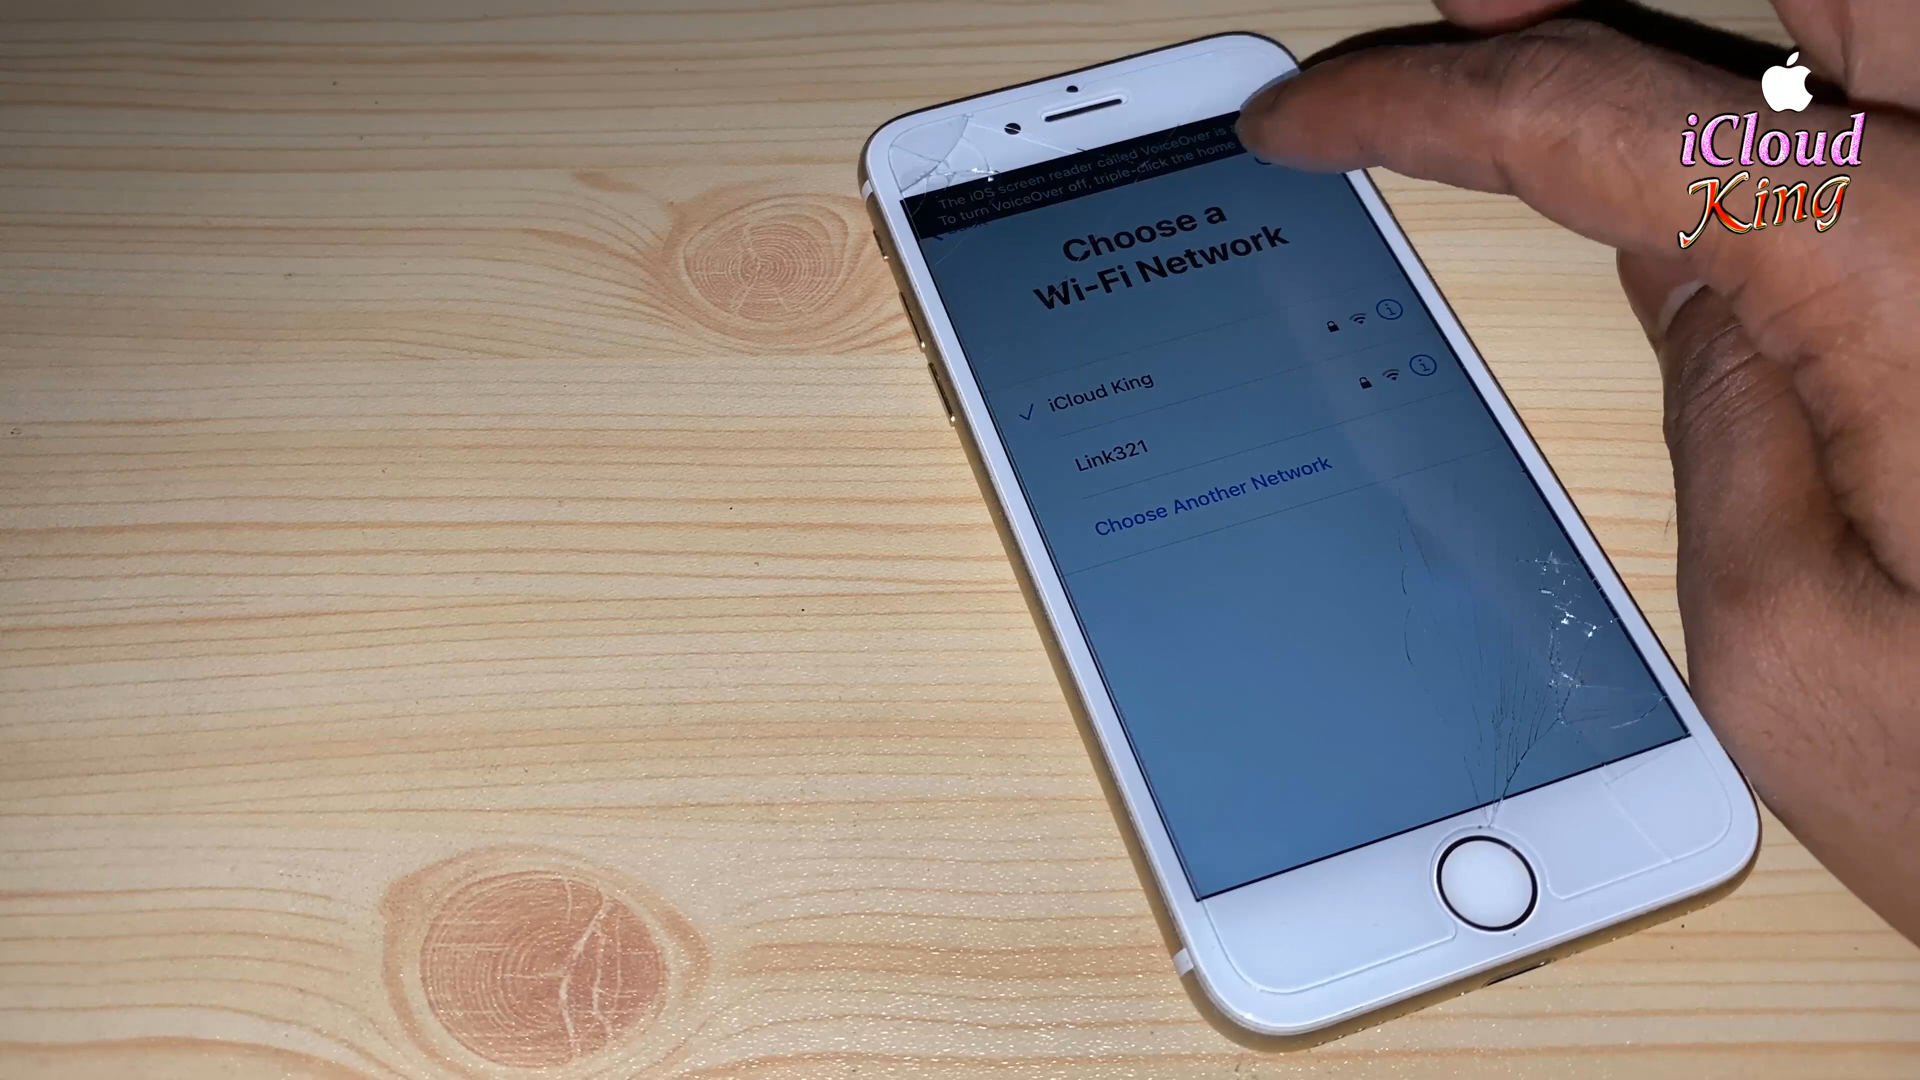 The iOS screen reader called VoiceOver is
To turn VoiceOver off, triple-click the home
Choose a
Wi-Fi Network
iCloud King
Link321
Choose Another Network
iCloud
King